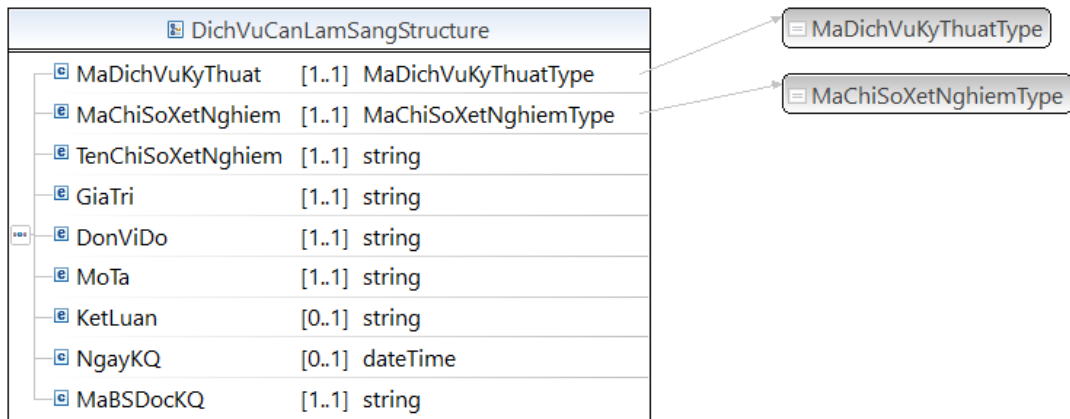 DichVuCanLamSangStructure
MaDichVuKyThuat [1..1] MaDichVuKyThuatType
MaChiSoXetNghiem [1..1] MaChiSoXetNghiemType
TenChiSoXetNghiem [1..1] string
GiaTri [1..1] string
DonViDo [1..1] string
MoTa [1..1] string
KetLuan [0..1] string
NgayKQ [0..1] dateTime
MaBSDocKQ [1..1] string
MaDichVuKyThuatType
MaChiSoXetNghiemType